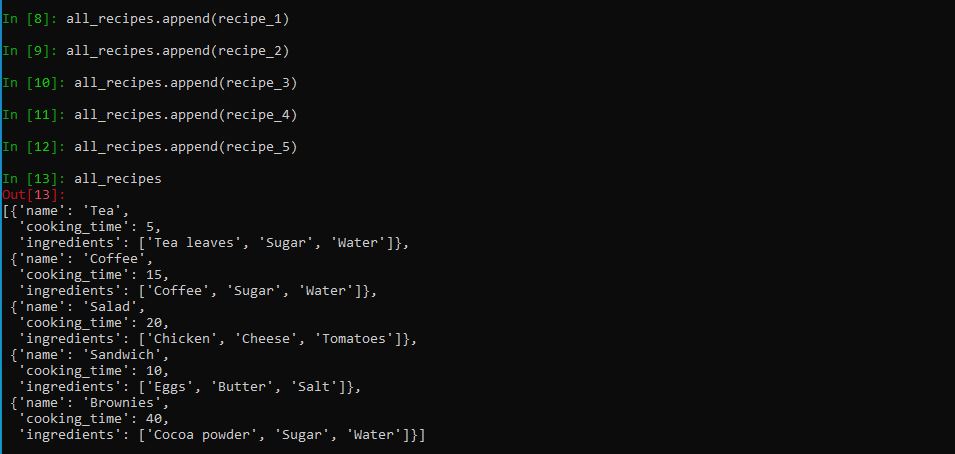 In [8]: all_recipes.append(recipe_1)
In [9]: all_recipes.append(recipe_2)
In [10]: all_recipes.append(recipe_3)
In [11]: all_recipes.append(recipe_4)
In [12]: all_recipes.append(recipe_5)
In [13]: all_recipes
Out[13]:
[{'name': 'Tea',
  'cooking_time': 5,
  'ingredients': ['Tea leaves', 'Sugar', 'Water']},
 {'name': 'Coffee',
  'cooking_time': 15,
  'ingredients': ['Coffee', 'Sugar', 'Water']},
 {'name': 'Salad',
  'cooking_time': 20,
  'ingredients': ['Chicken', 'Cheese', 'Tomatoes']},
 {'name': 'Sandwich',
  'cooking_time': 10,
  'ingredients': ['Eggs', 'Butter', 'Salt']},
 {'name': 'Brownies',
  'cooking_time': 40,
  'ingredients': ['Cocoa powder', 'Sugar', 'Water']}]